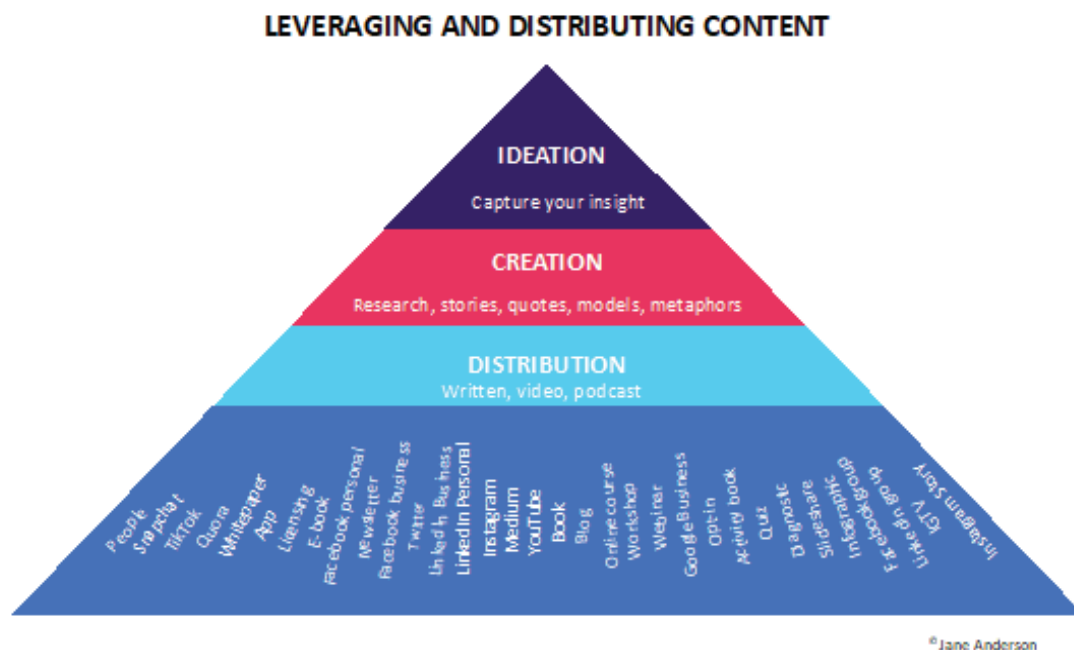 LEVERAGING AND DISTRIBUTING CONTENT
IDEATION
Capture your insight
CREATION
Research, stories, quotes, models, metaphors
DISTRIBUTION
Written, video, podcast
People
Snapchat
TikTok
Quora
Whitepaper
App
Licensing
E-book
Facebook personal
Newsletter
Facebook business
Twitter
LinkedIn Business
LinkedIn Personal
Instagram
Medium
YouTube
Book
Blog
Online course
Workshop
Webinar
Google Business
Opt in
Activity book
Quiz
Diagnostic
Slideshare
Infographic
Facebook group
LinkedIn group
IGTV
Instagram Story
© Jane Anderson